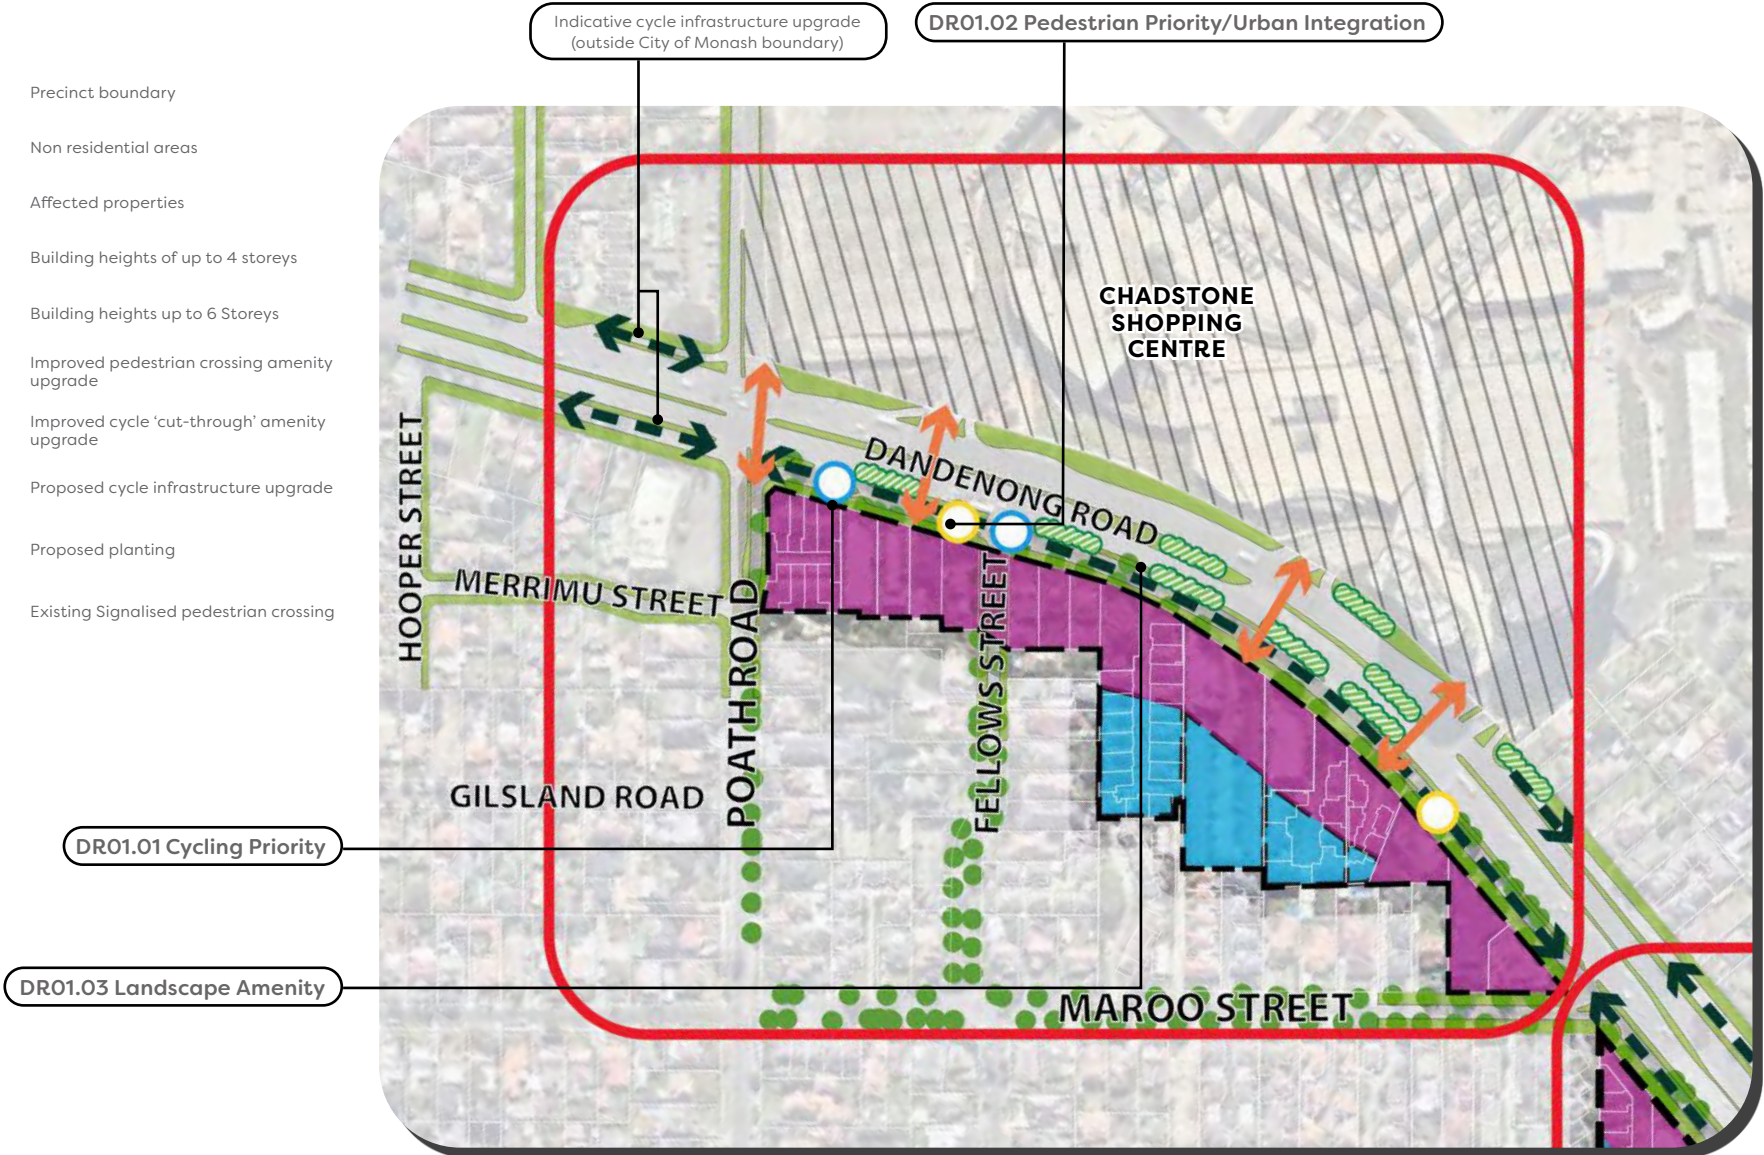 Indicative cycle infrastructure upgrade
(outside City of Monash boundary)
DR01.02 Pedestrian Priority/Urban Integration
Precinct boundary
Non residential areas
Affected properties
Building heights of up to 4 storeys
Building heights up to 6 Storeys
Improved pedestrian crossing amenity
upgrade
Improved cycle ‘cut-through’ amenity
upgrade
Proposed cycle infrastructure upgrade
Proposed planting
Existing Signalised pedestrian crossing
CHADSTONE
SHOPPING
CENTRE
DANDENONG ROAD
HOOPER STREET
MERRIMU STREET
POATH ROAD
FELLOWS STREET
GILSLAND ROAD
DR01.01 Cycling Priority
DR01.03 Landscape Amenity
MAROO STREET